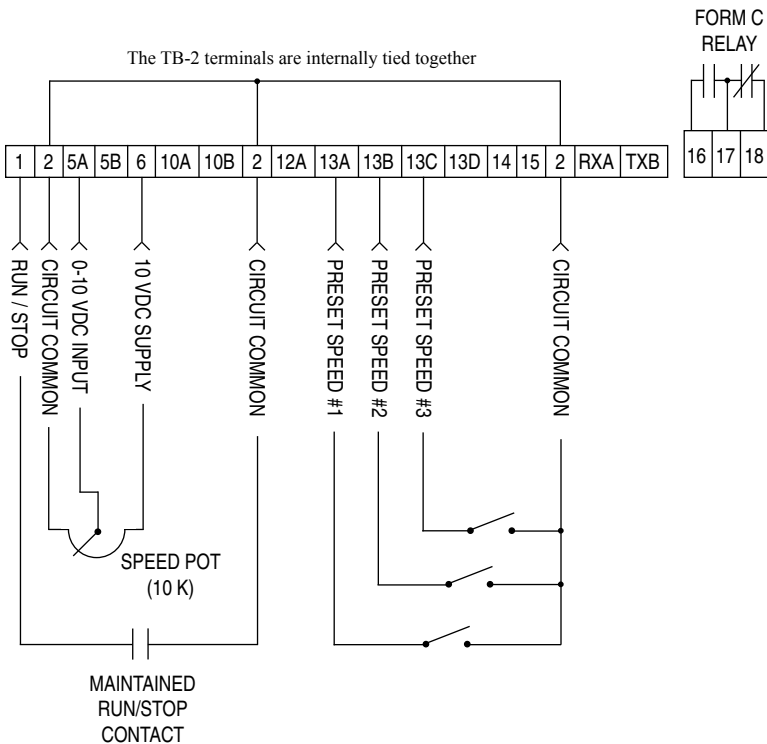 FORM C
RELAY
The TB-2 terminals are internally tied together
1 2 5A 5B 6 10A 10B 2 12A 13A 13B 13C 13D 14 15 2 RXA TXB
16 17 18
RUN / STOP
CIRCUIT COMMON
0-10 VDC INPUT
10 VDC SUPPLY
CIRCUIT COMMON
PRESET SPEED #1
PRESET SPEED #2
PRESET SPEED #3
CIRCUIT COMMON
SPEED POT
(10 K)
MAINTAINED
RUN/STOP
CONTACT